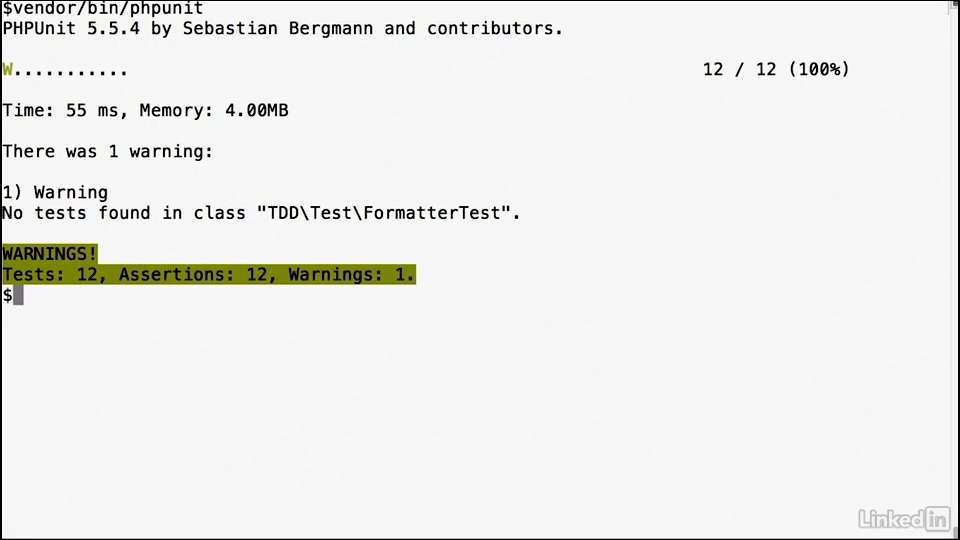 $vendor/bin/phpunit
PHPUnit 5.5.4 by Sebastian Bergmann and contributors.
W........... 12 / 12 (100%)
Time: 55 ms, Memory: 4.00MB
There was 1 warning:
1) Warning
No tests found in class "TDD\Test\FormatterTest".
WARNINGS!
Tests: 12, Assertions: 12, Warnings: 1.
$
Linked in